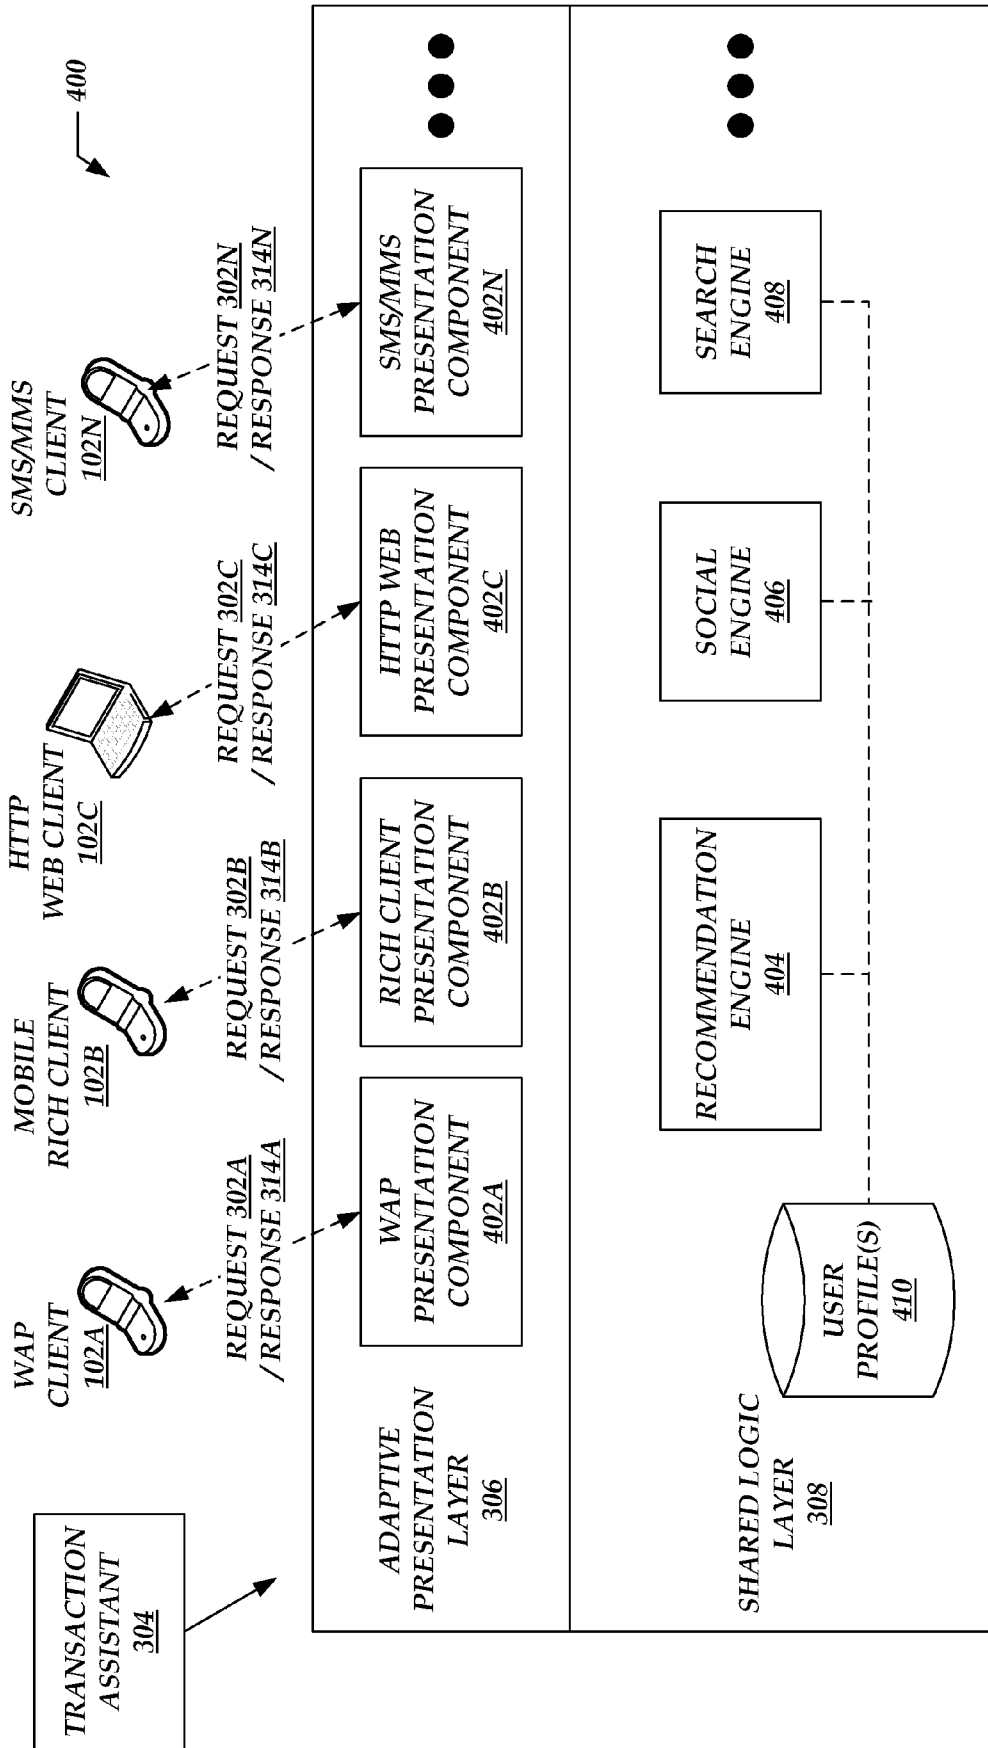 400
TRANSACTION
ASSISTANT
304
WAP
CLIENT
102A
MOBILE
RICH CLIENT
102B
HTTP
WEB CLIENT
102C
SMS/MMS
CLIENT
102N
REQUEST 302A
/ RESPONSE 314A
REQUEST 302B
/ RESPONSE 314B
REQUEST 302C
/ RESPONSE 314C
REQUEST 302N
/ RESPONSE 314N
ADAPTIVE
PRESENTATION
LAYER
306
WAP
PRESENTATION
COMPONENT
402A
RICH CLIENT
PRESENTATION
COMPONENT
402B
HTTP WEB
PRESENTATION
COMPONENT
402C
SMS/MMS
PRESENTATION
COMPONENT
402N
SHARED LOGIC
LAYER
308
USER
PROFILE(S)
410
RECOMMENDATION
ENGINE
404
SOCIAL
ENGINE
406
SEARCH
ENGINE
408